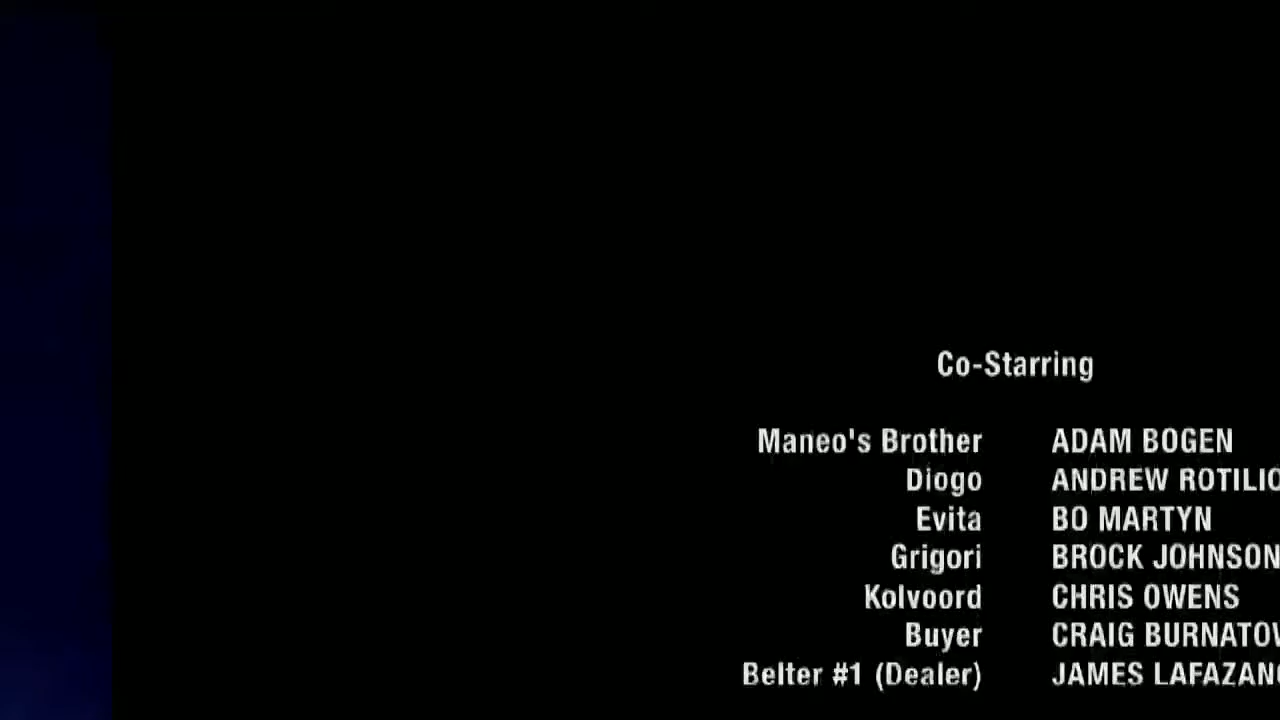 Co-Starring
Maneo's Brother ADAM BOGEN
Diogo ANDREW ROTILIO
Evita BO MARTYN
Grigori BROCK JOHNSON
Kolvoord CHRIS OWENS
Buyer CRAIG
Belter #1 (Dealer) JAMES